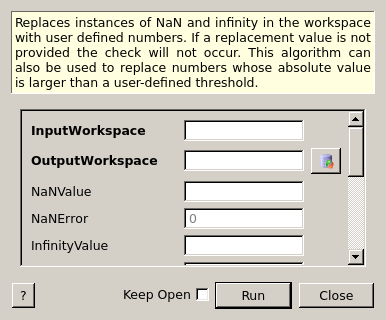 Replaces instances of NaN and infinity in the workspace
with user defined numbers. If a replacement value is not
provided the check will not occur. This algorithm can
also be used to replace numbers whose absolute value
is larger than a user-defined threshold.
InputWorkspace
OutputWorkspace
NaNValue
NaNError 0
InfinityValue
? Keep Open Run Close